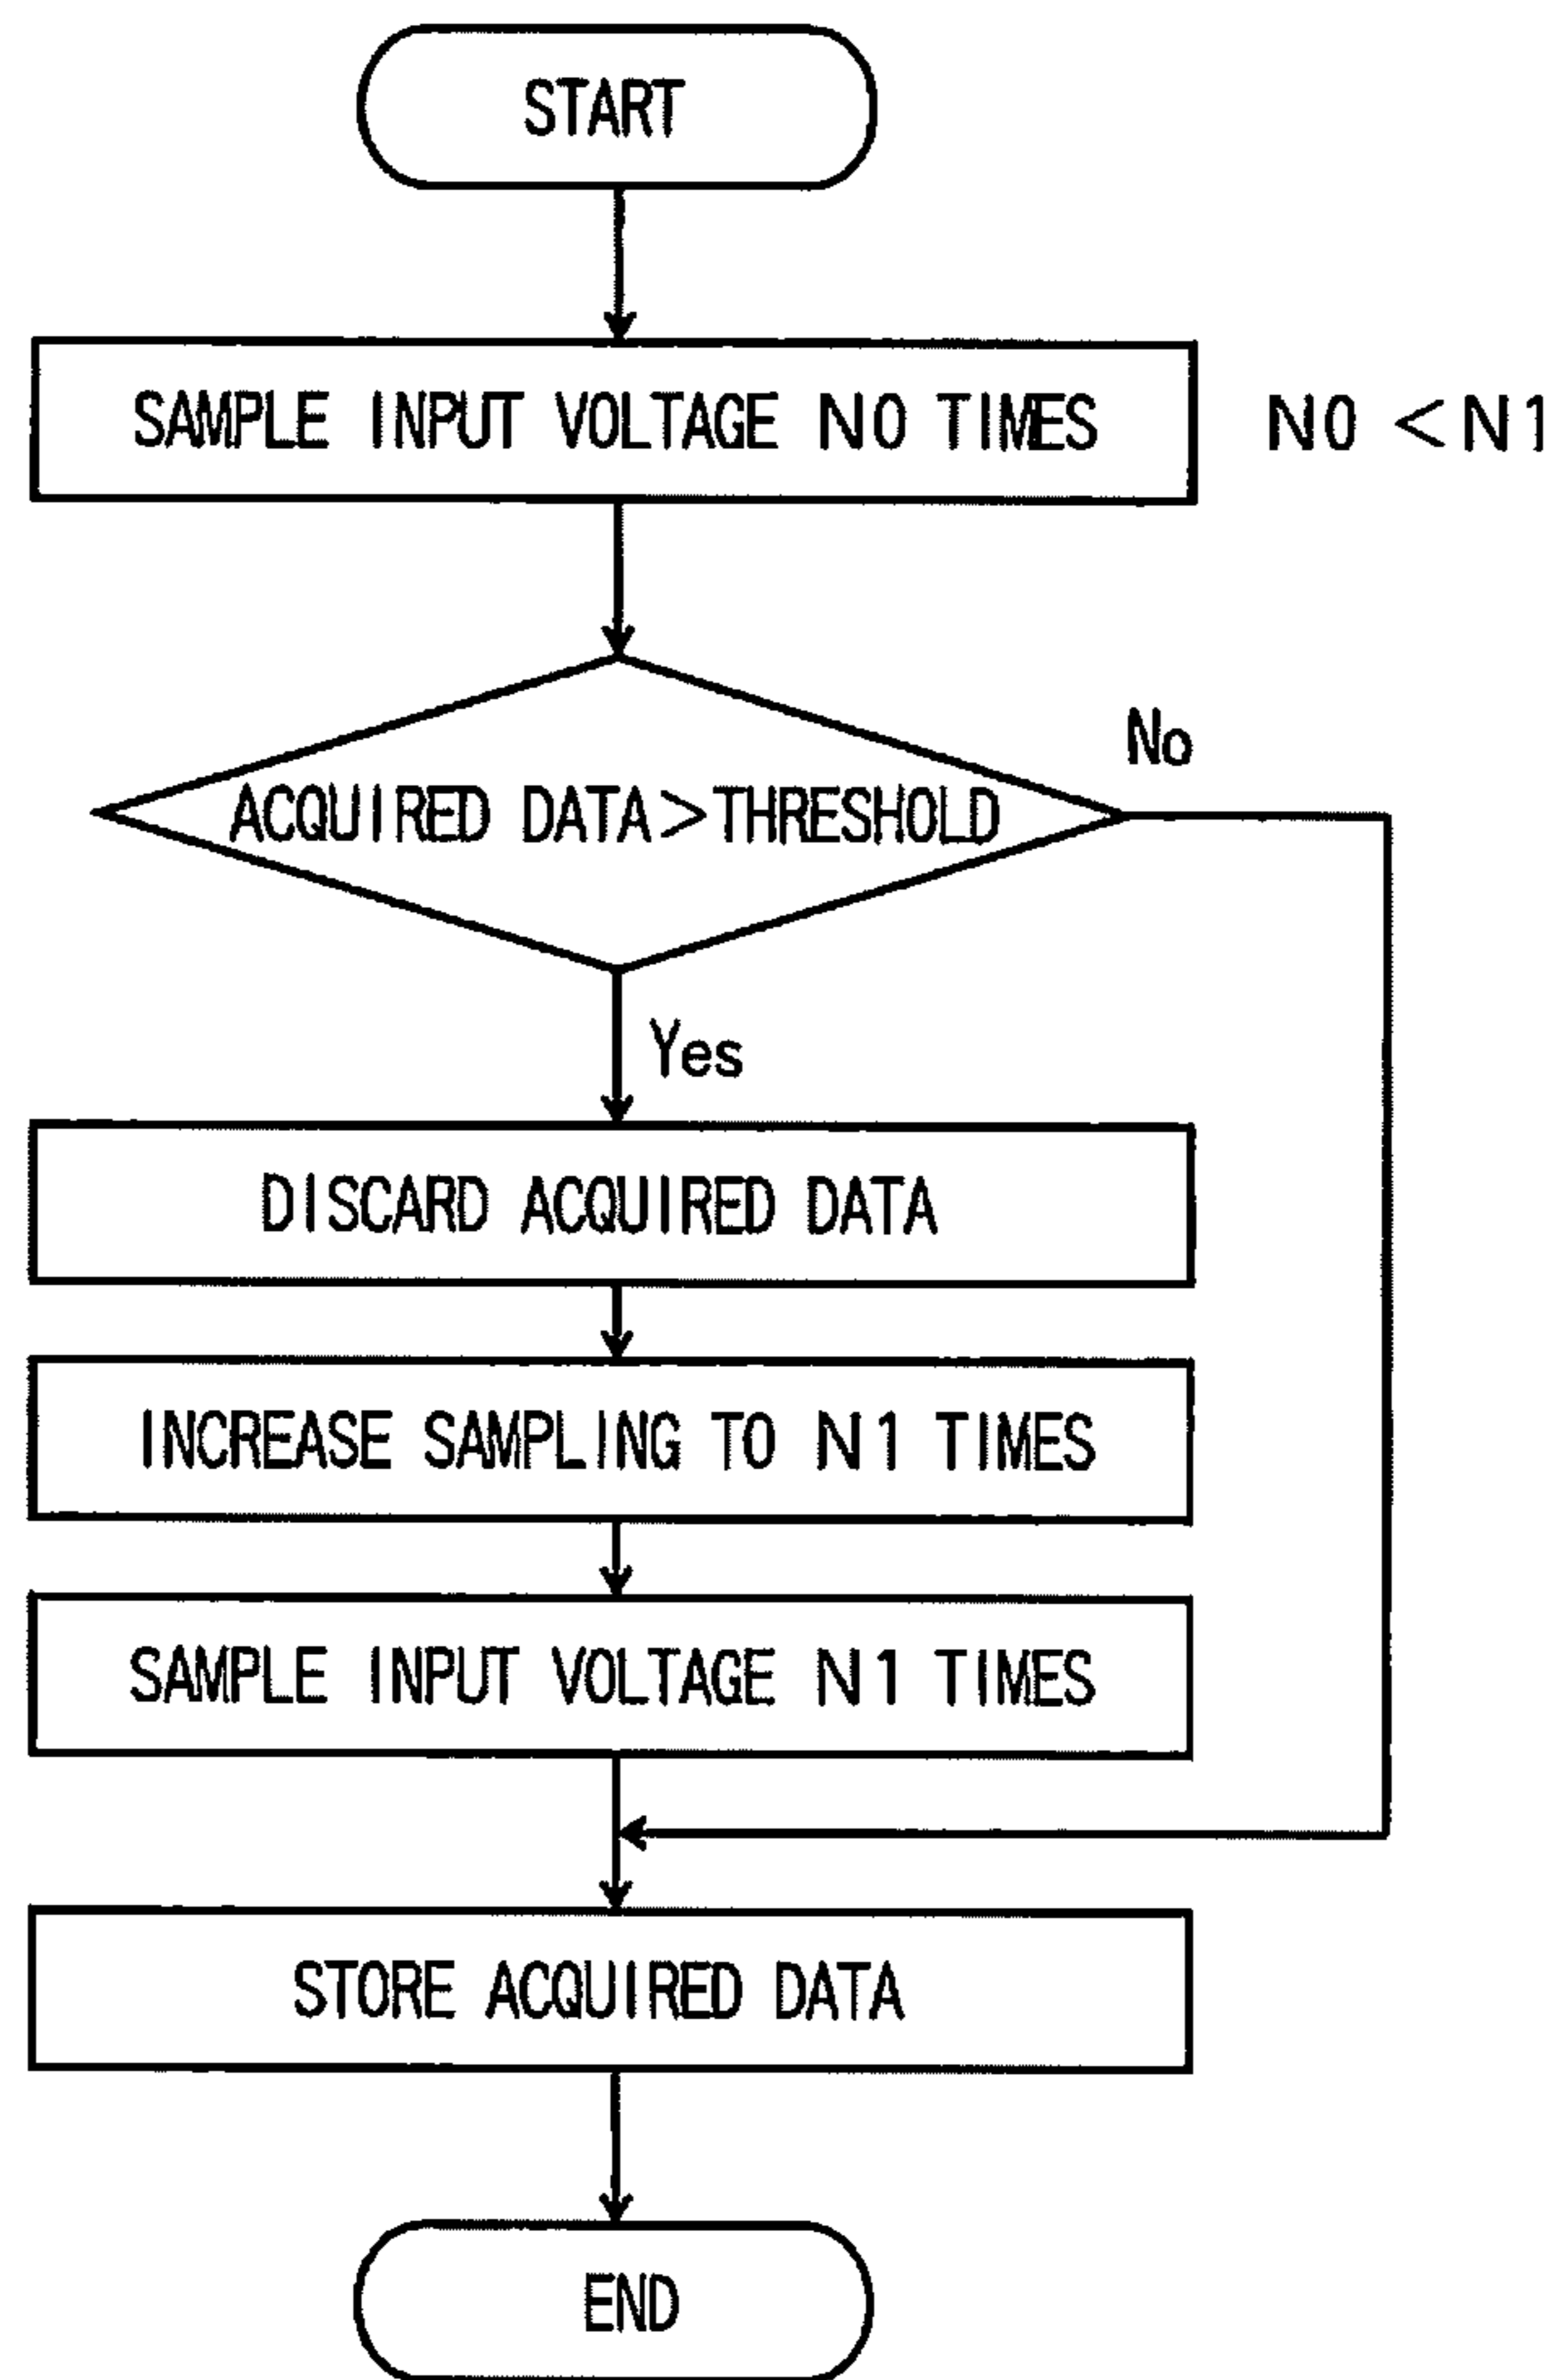 START
SAMPLE INPUT VOLTAGE N0 TIMES
N0 < N1
ACQUIRED DATA>THRESHOLD
No
Yes
DISCARD ACQUIRED DATA
INCREASE SAMPLING TO N1 TIMES
SAMPLE INPUT VOLTAGE N1 TIMES
STORE ACQUIRED DATA
END